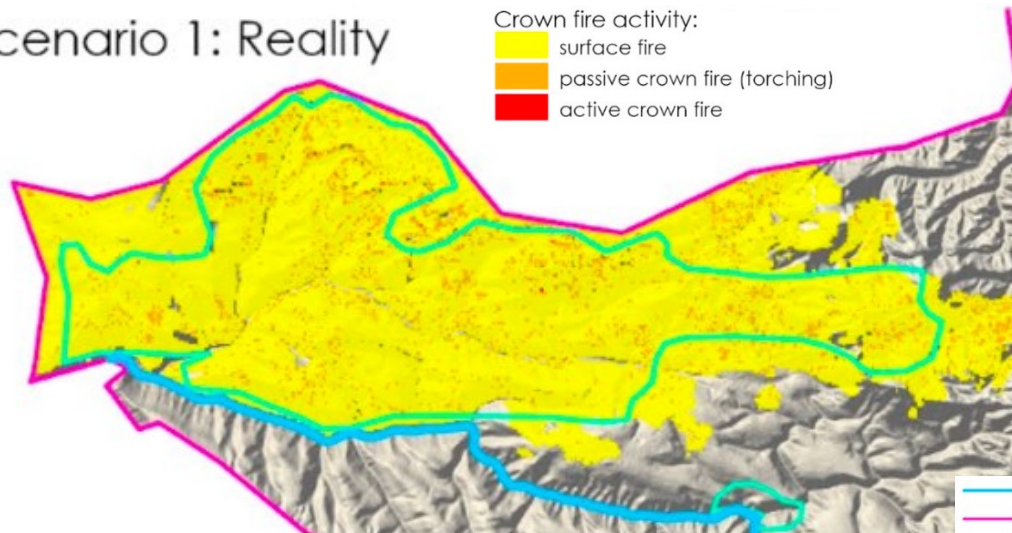 cenario 1: Reality
Crown fire activity:
surface fire
passive crown fire (torching)
active crown fire